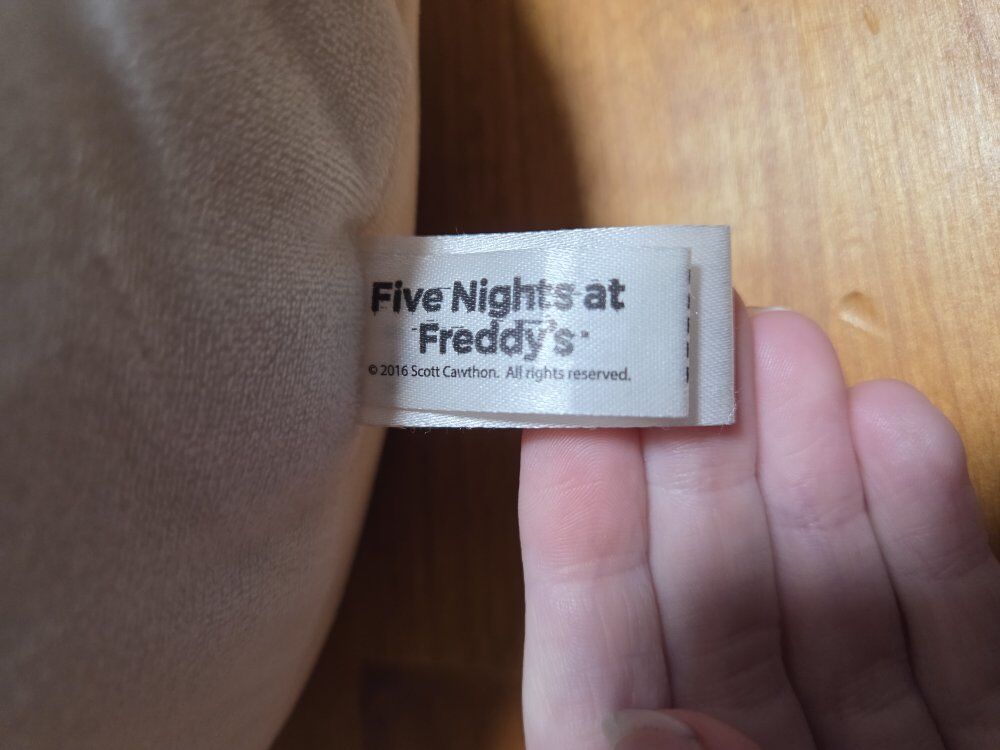 Five Nights at
Freddy's
© 2016 Scott Cawthon. All rights reserved.